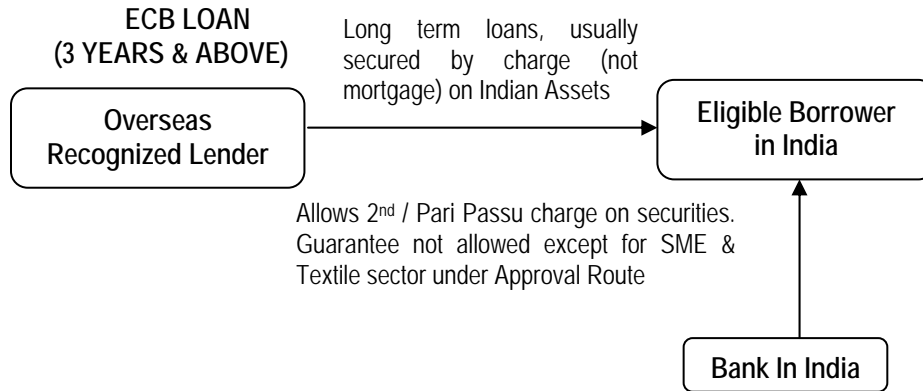 ECB LOAN
(3 YEARS & ABOVE)
Long term loans, usually
secured by charge (not
mortgage) on Indian Assets
Overseas
Recognized Lender
Eligible Borrower
in India
Allows 2nd / Pari Passu charge on securities.
Guarantee not allowed except for SME &
Textile sector under Approval Route
Bank In India